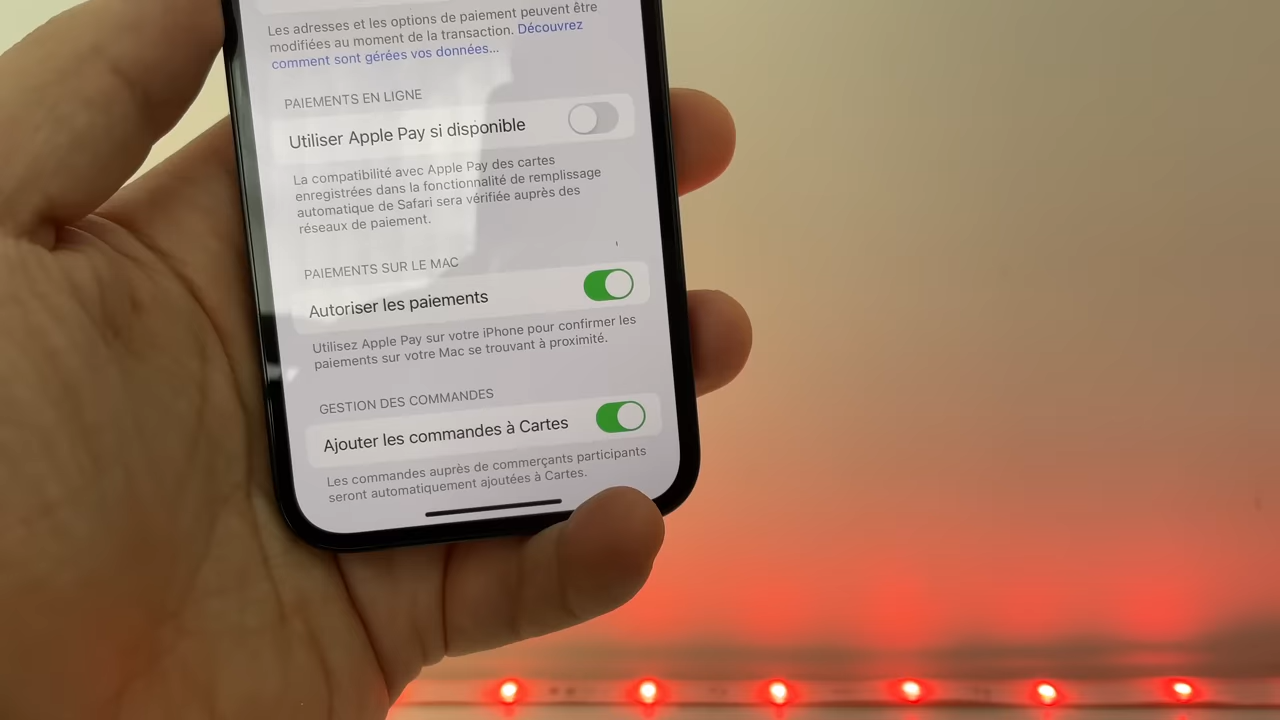 Les adresses et les options de paiement peuvent être
modifiées au moment de la transaction. Découvrez
comment sont gérées vos données...
PAIEMENTS EN LIGNE
Utiliser Apple Pay si disponible
La compatibilité avec Apple Pay des cartes
enregistrées dans la fonctionnalité de remplissage
automatique de Safari sera vérifiée auprès des
réseaux de paiement.
PAIEMENTS SUR LE MAC
Autoriser les paiements
Utilisez Apple Pay sur votre iPhone pour confirmer les
paiements sur votre Mac se trouvant à proximité.
GESTION DES COMMANDES
Ajouter les commandes à Cartes
Les commandes auprès de commerçants participants
seront automatiquement ajoutées à Cartes.